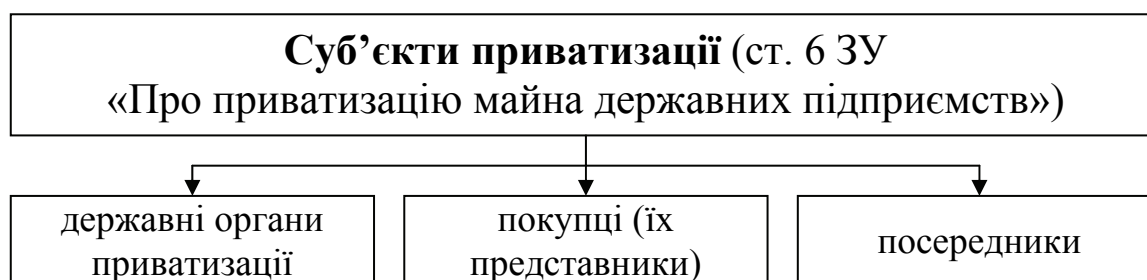 Суб’єкти приватизації (ст. 6 ЗУ
«Про приватизацію майна державних підприємств»)
державні органи
приватизації
покупці (їх
представники)
посередники